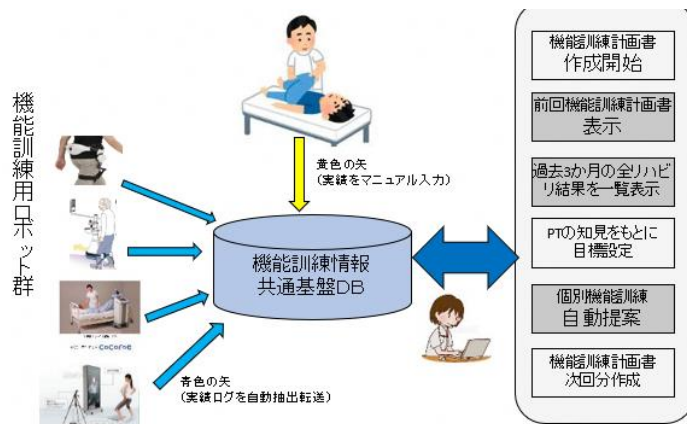 機能訓練用ロボット群
黄色の矢
(実績をマニュアル入力)
機能訓練情報
共通基盤DB
cocoroe
青色の矢
(実績ログを自動抽出転送)
機能訓練計画書
作成開始
前回機能訓練計画書
表示
過去3か月の全リハビ
リ結果を一覧表示
PTの知見をもとに
目標設定
個別機能訓練
自動提案
機能訓練計画書
次回分作成